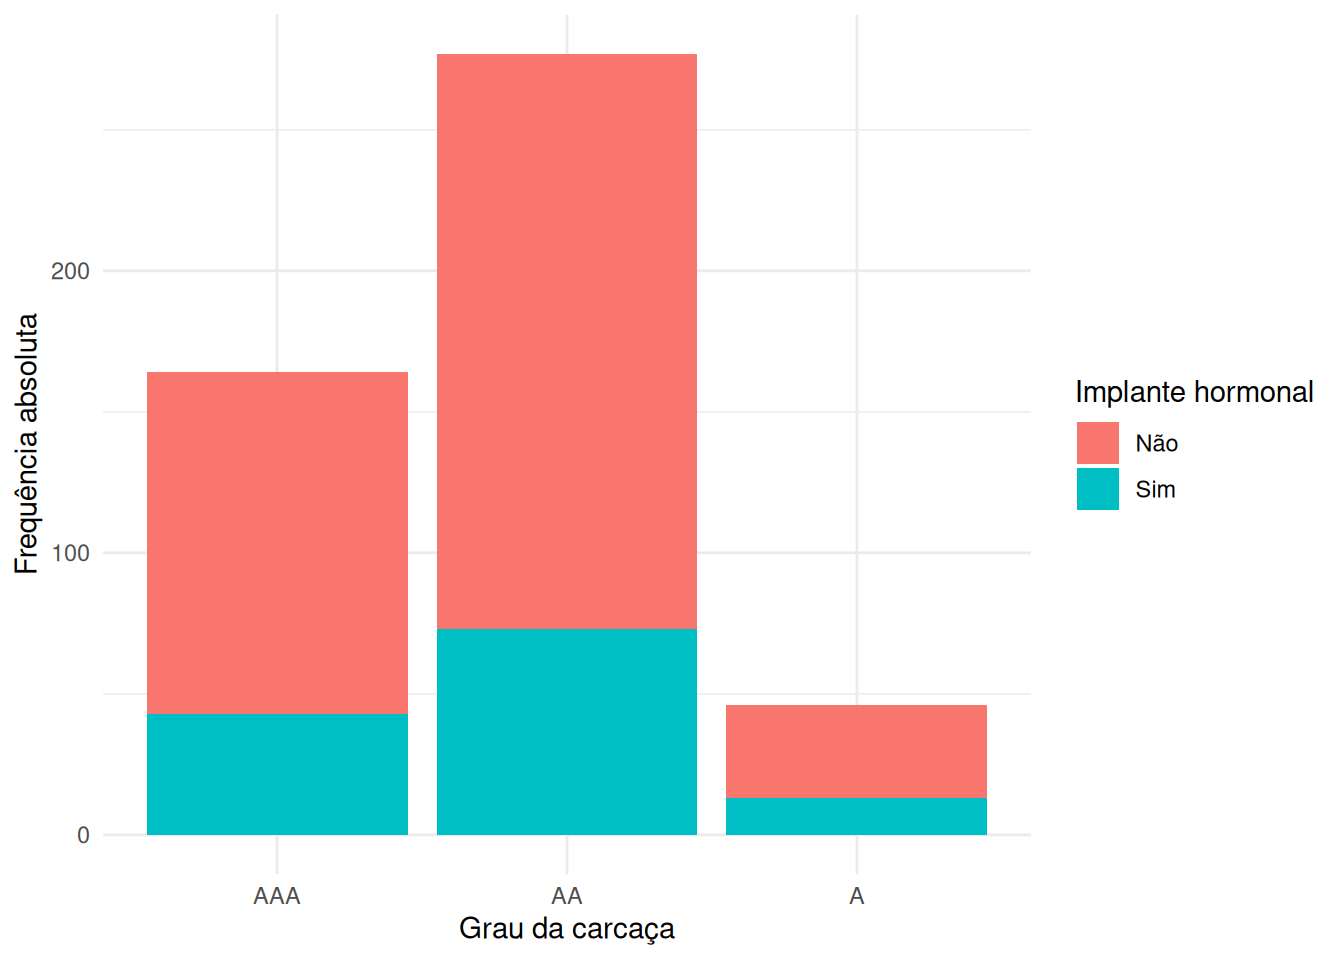 Frequência absoluta
200
100
0
AAA AA A
Grau da carcaça
Implante hormonal
Não
Sim